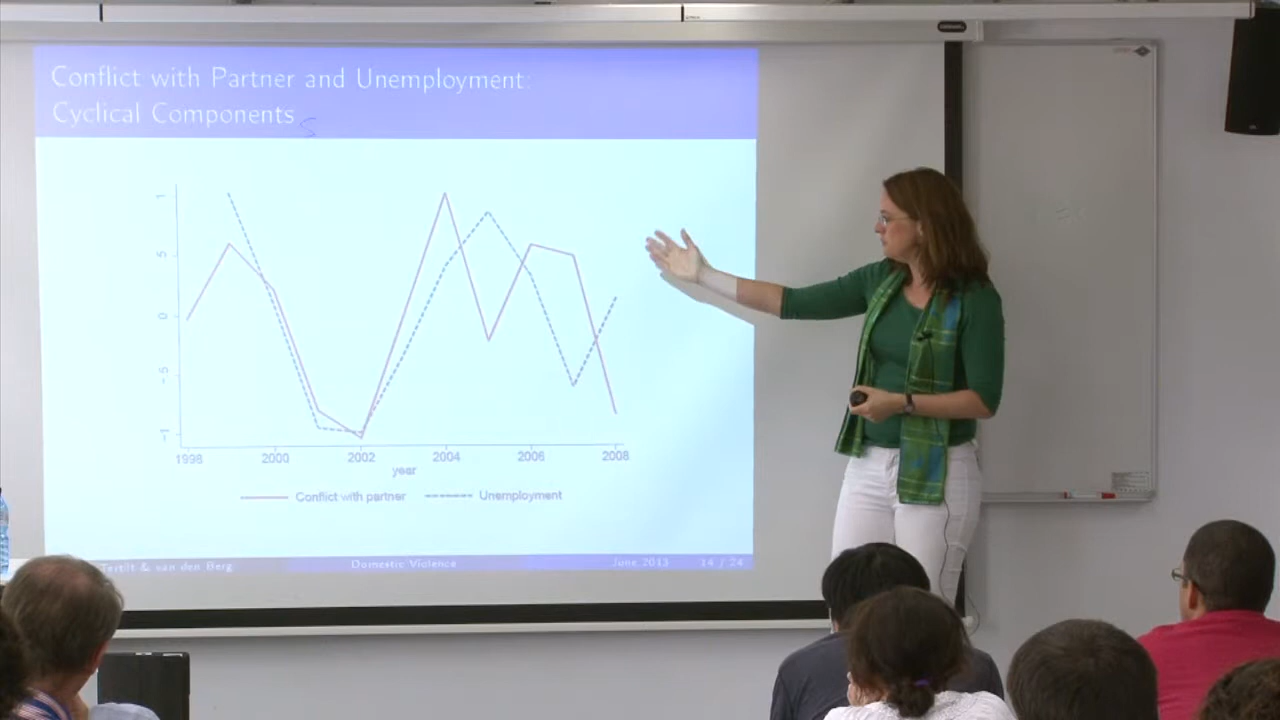 Conflict with Partner and Unemployment:
Cyclical Components
1
.5
0
-.5
-1
1998 2000 2002 2004 2006 2008
year
Conflict with partner Unemployment
Tertilt & van den Berg Domestic Violence June 2013 14 / 24